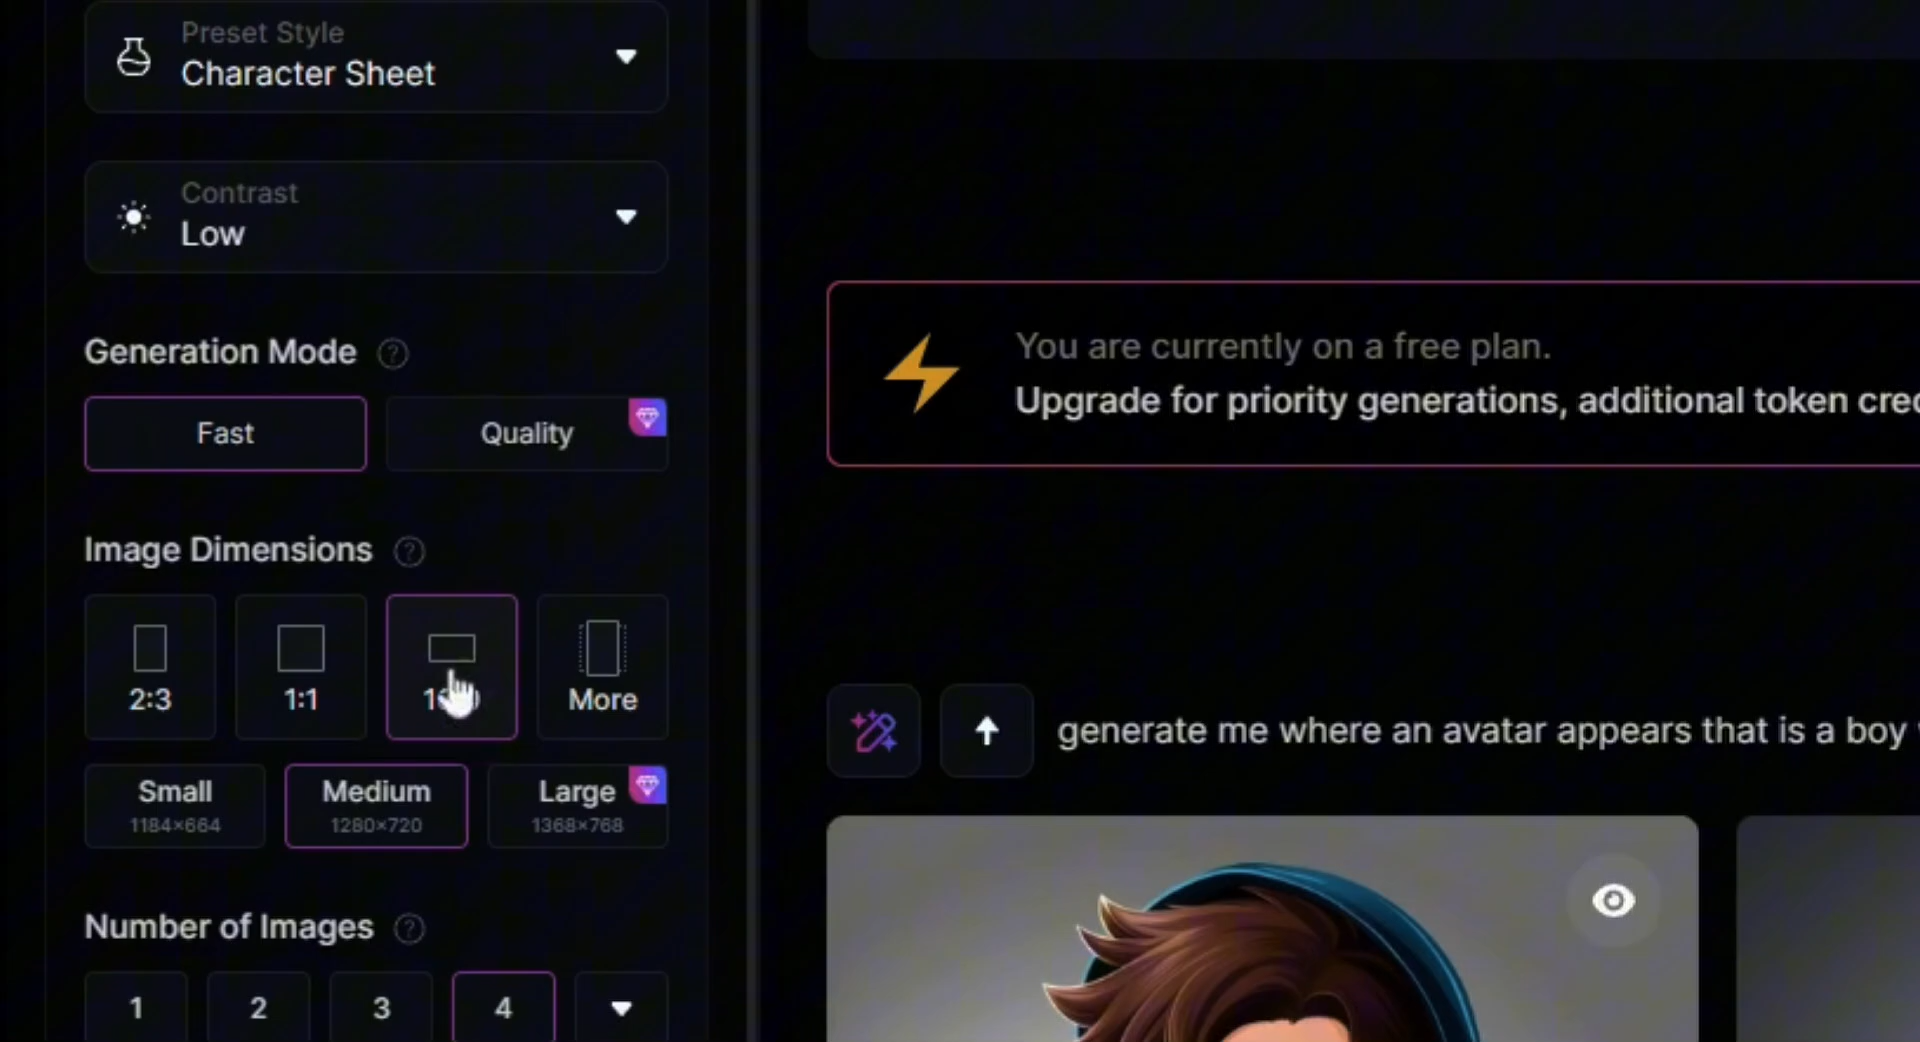 Preset Style
Character Sheet
Contrast
Low
Generation Mode
Fast
Quality
Image Dimensions
2:3
1:1
More
Small
1184×664
Medium
1280×720
Large
1368×768
Number of Images
1
2
3
4
You are currently on a free plan.
Upgrade for priority generations, additional token
generate me where an avatar appears that is a boy